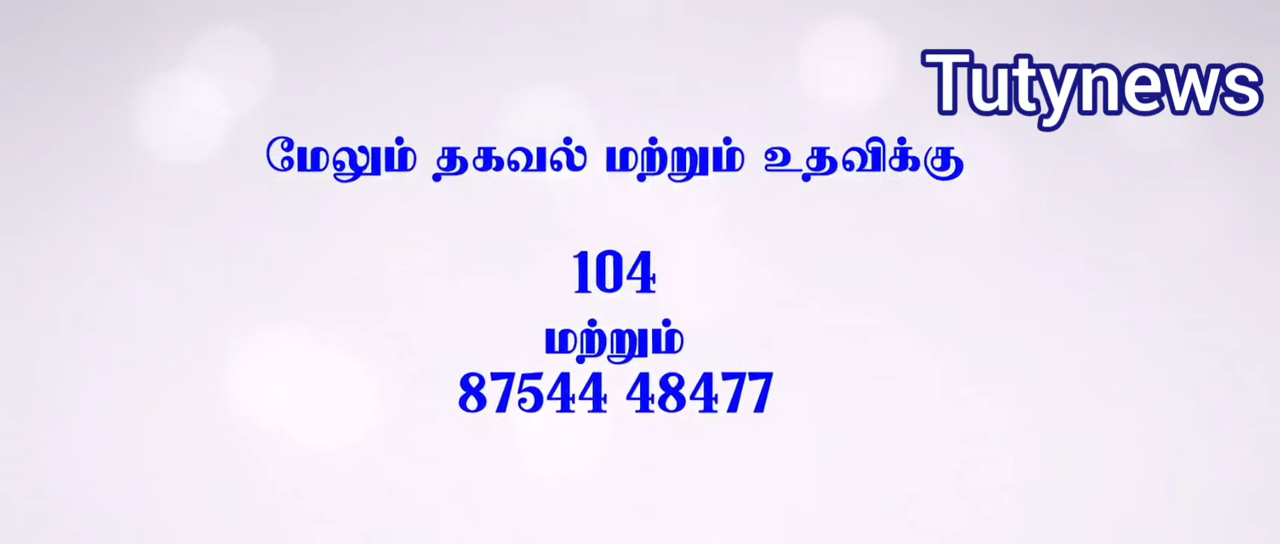 Tutynews
மேலும் தகவல் மற்றும் உதவிக்கு
104
மற்றும்
87544 48477